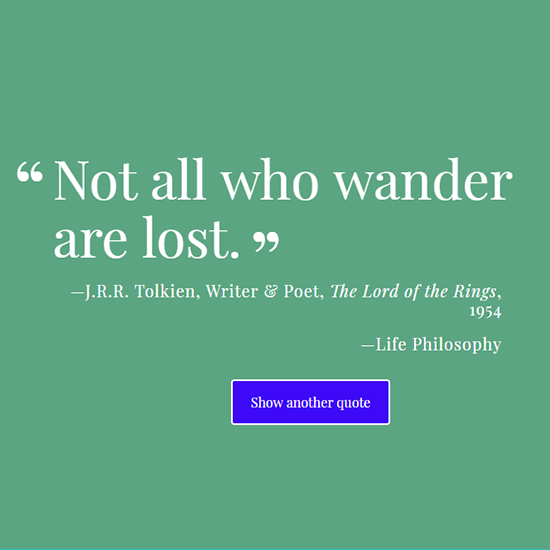 “ Not all who wander
are lost. ”
—J.R.R. Tolkien, Writer & Poet, The Lord of the Rings,
1954
—Life Philosophy
Show another quote